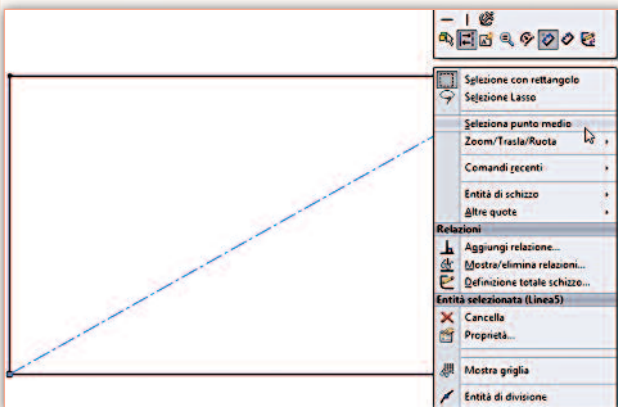 Selezione con rettangolo
Selezione Lasso
Seleziona punto medio
Zoom/Trasla/Ruota
Comandi recenti
Entità di schizzo
Altre quote
Relazioni
Aggiungi relazione...
Mostra/elimina relazioni...
Definizione totale schizzo...
Entità selezionata (Linea5)
Cancella
Proprietà...
Mostra griglia
Entità di divisione